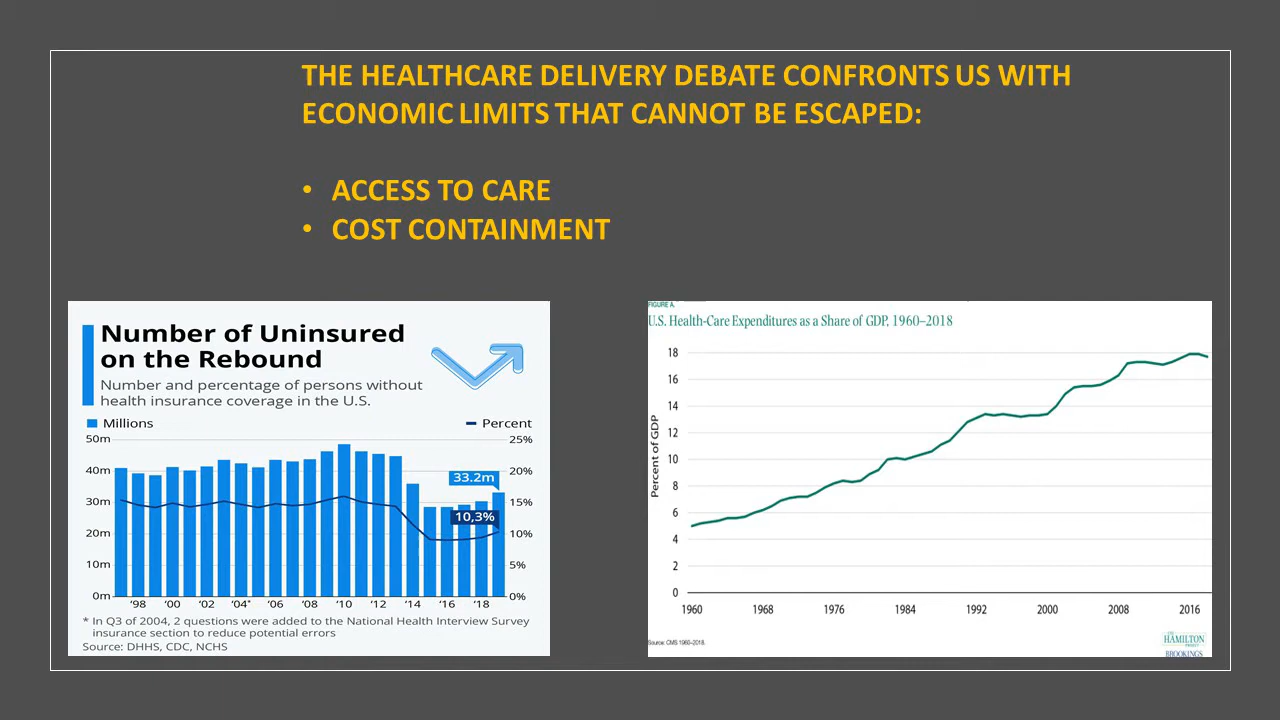 THE HEALTHCARE DELIVERY DEBATE CONFRONTS US WITH
ECONOMIC LIMITS THAT CANNOT BE ESCAPED:
• ACCESS TO CARE
• COST CONTAINMENT
Number of Uninsured
on the Rebound
Number and percentage of persons without
health insurance coverage in the U.S.
Millions
Percent
50m
40m
30m
20m
10m
0m
25%
20%
15%
10%
5%
0%
33.2m
10,3%
'98 '00 '02 '04* '06 '08 '10 '12 '14 '16 '18
* In Q3 of 2004, 2 questions were added to the National Health Interview Survey
insurance section to reduce potential errors
Source: DHHS, CDC, NCHS
FIGURE A.
U.S. Health-Care Expenditures as a Share of GDP, 1960–2018
Percent of GDP
18
16
14
12
10
8
6
4
2
0
1960 1968 1976 1984 1992 2000 2008 2016
Source: CMS 1960–2018.
THE
HAMILTON
PROJECT
BROOKINGS